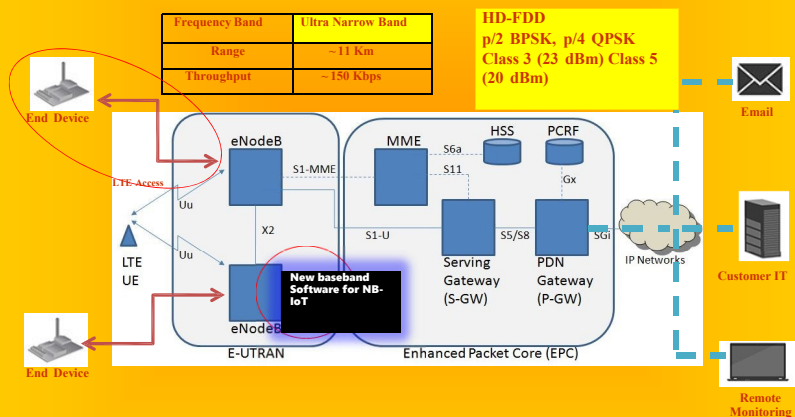 Frequency Band Ultra Narrow Band
Range ~11 Km
Throughput ~150 Kbps
HD-FDD
p/2 BPSK, p/4 QPSK
Class 3 (23 dBm) Class 5
(20 dBm)
End Device
Email
eNodeB
MME
HSS
PCRF
S6a
S1-MME
S11
Gx
LTE Access
Uu
X2
S1-U
S5/S8
SGi
LTE
UE
Uu
IP Networks
Serving
Gateway
(S-GW)
PDN
Gateway
(P-GW)
Customer IT
New baseband
Software for NB-
IoT
eNodeB
E-UTRAN
Enhanced Packet Core (EPC)
End Device
Remote
Monitoring